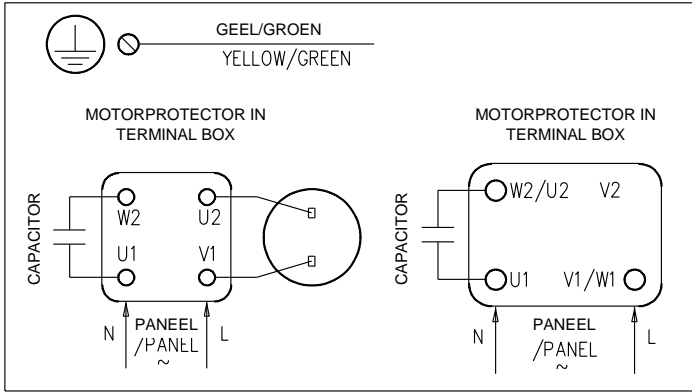 GEEL/GROEN
YELLOW/GREEN
MOTORPROTECTOR IN
TERMINAL BOX
CAPACITOR
W2
U2
U1
V1
N
PANEEL
/PANEL
~
L
MOTORPROTECTOR IN
TERMINAL BOX
CAPACITOR
W2/U2
V2
U1
V1/W1
N
PANEEL
/PANEL
~
L